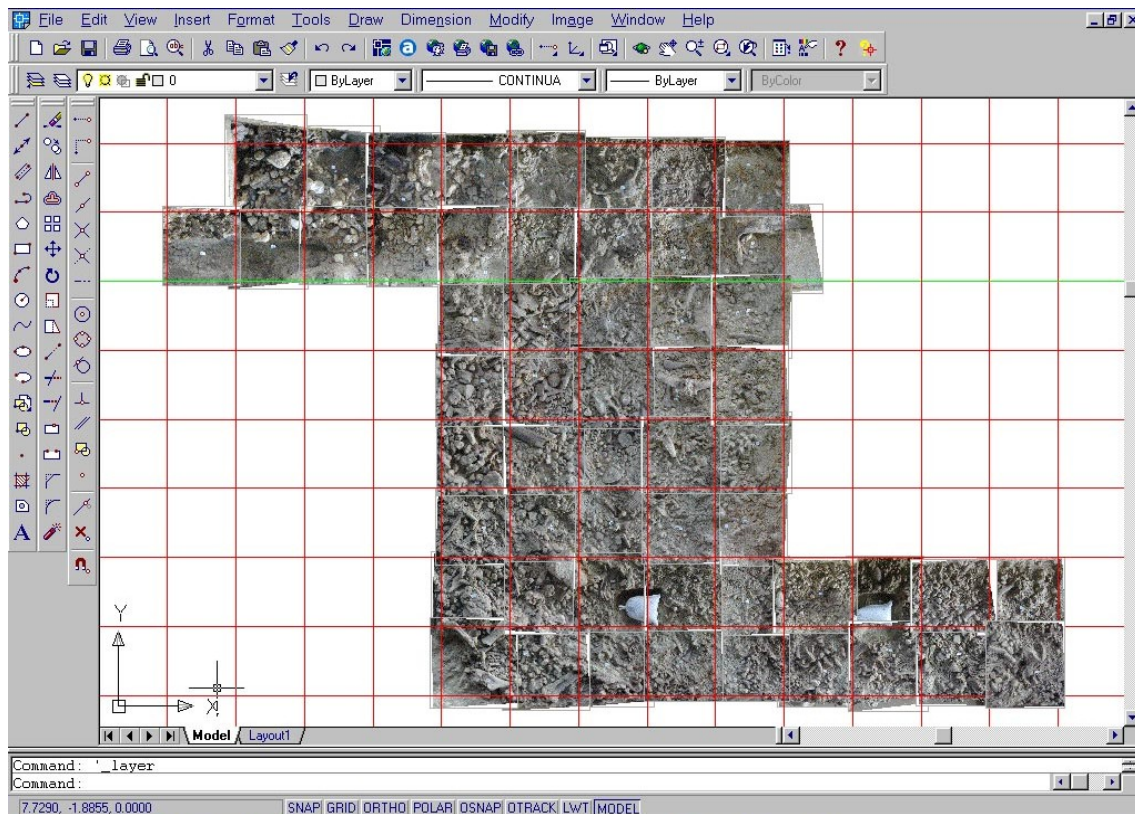 File Edit View Insert Format Tools Draw Dimension Modify Image Window Help
0 ByLayer CONTINUA ByLayer ByColor
A
Y
X
Model Layout1
Command: '_layer
Command:
7.7290, -1.8855, 0.0000 SNAP GRID ORTHO POLAR OSNAP OTRACK LWT MODEL